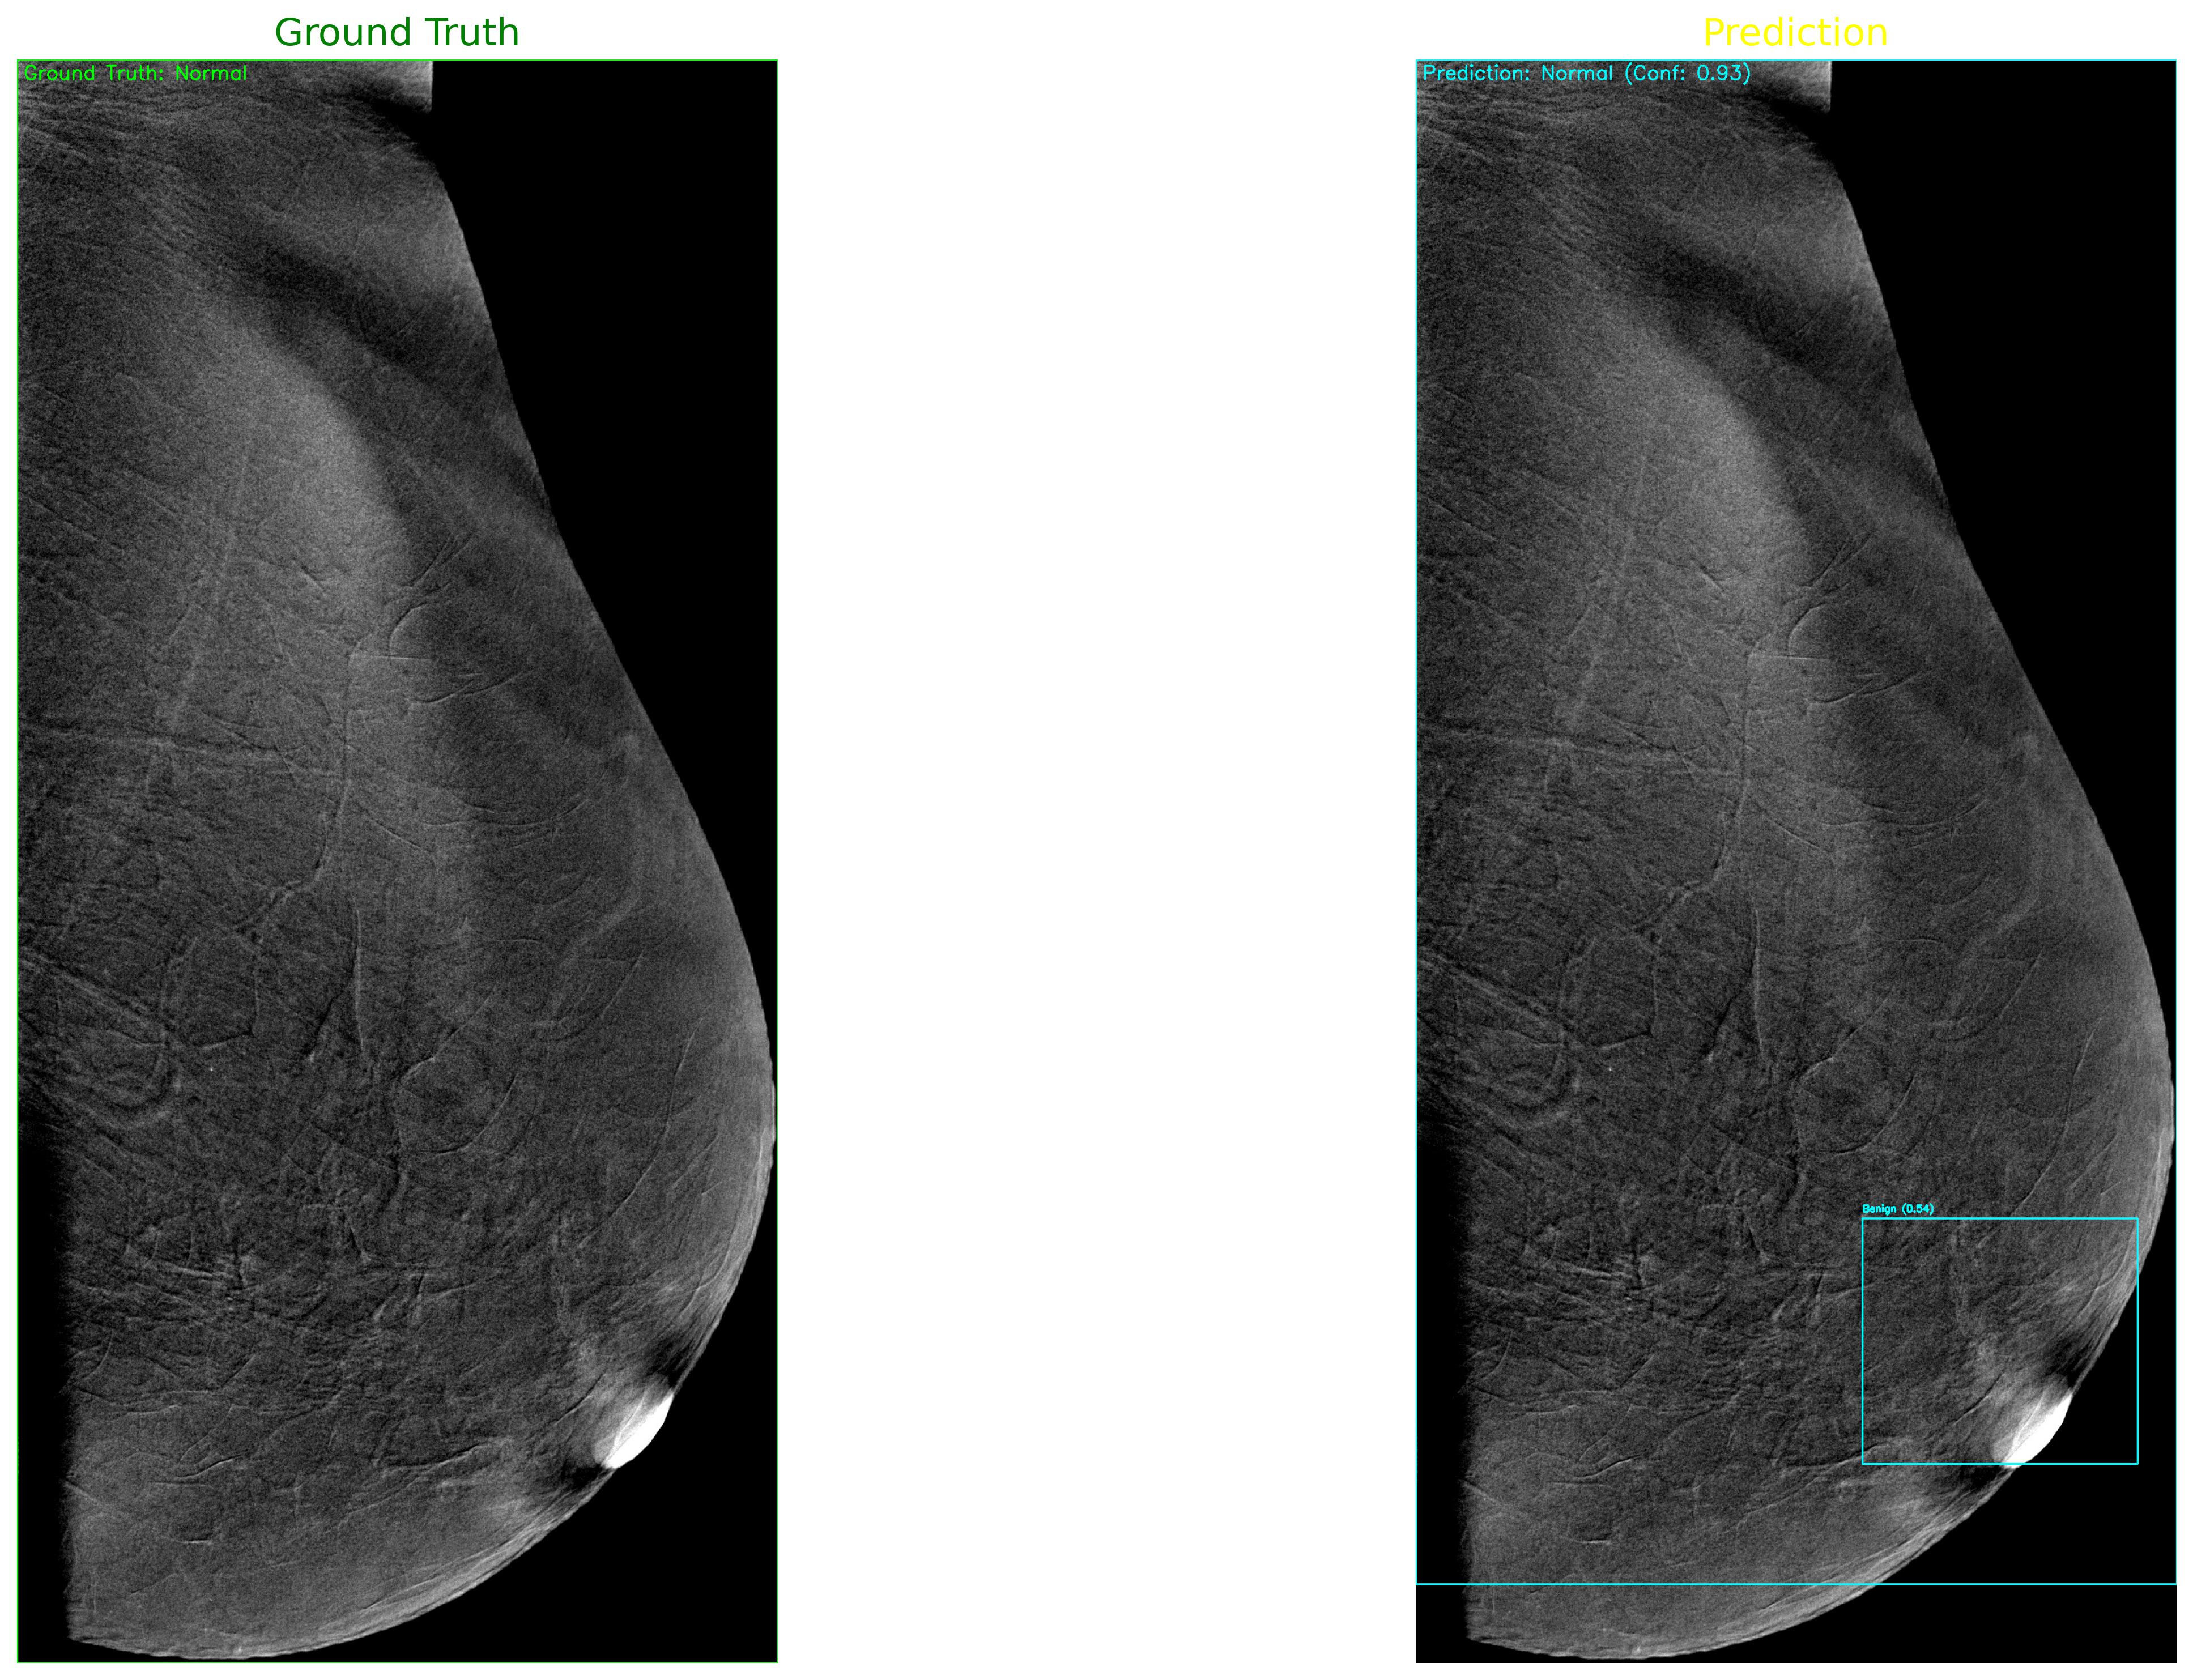 Ground Truth
Prediction
Ground Truth: Normal
Prediction: Normal (Conf: 0.93)
Benign (0.54)